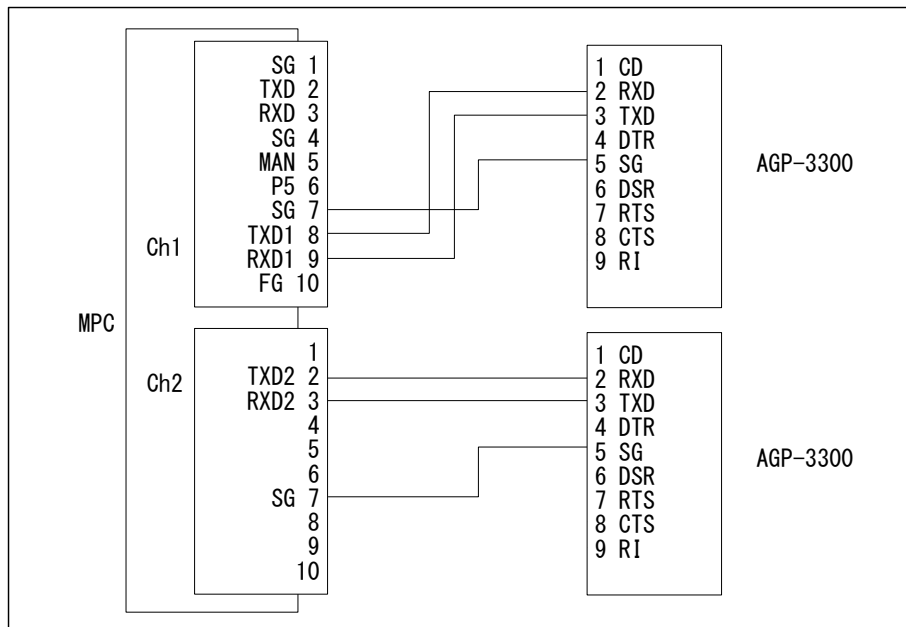 MPC
Ch1
SG 1
TXD 2
RXD 3
SG 4
MAN 5
P5 6
SG 7
TXD1 8
RXD1 9
FG 10
1 CD
2 RXD
3 TXD
4 DTR
5 SG
6 DSR
7 RTS
8 CTS
9 RI
AGP-3300
Ch2
1
TXD2 2
RXD2 3
4
5
6
SG 7
8
9
10
1 CD
2 RXD
3 TXD
4 DTR
5 SG
6 DSR
7 RTS
8 CTS
9 RI
AGP-3300